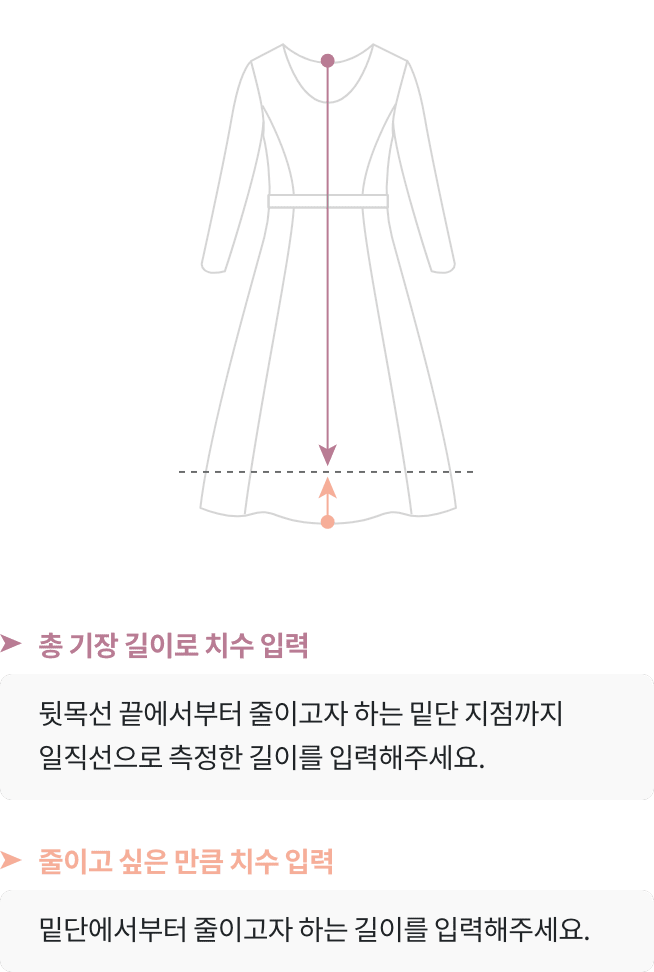 총 기장 길이로 치수 입력
뒷목선 끝에서부터 줄이고자 하는 밑단 지점까지
일직선으로 측정한 길이를 입력해주세요.
줄이고 싶은 만큼 치수 입력
밑단에서부터 줄이고자 하는 길이를 입력해주세요.